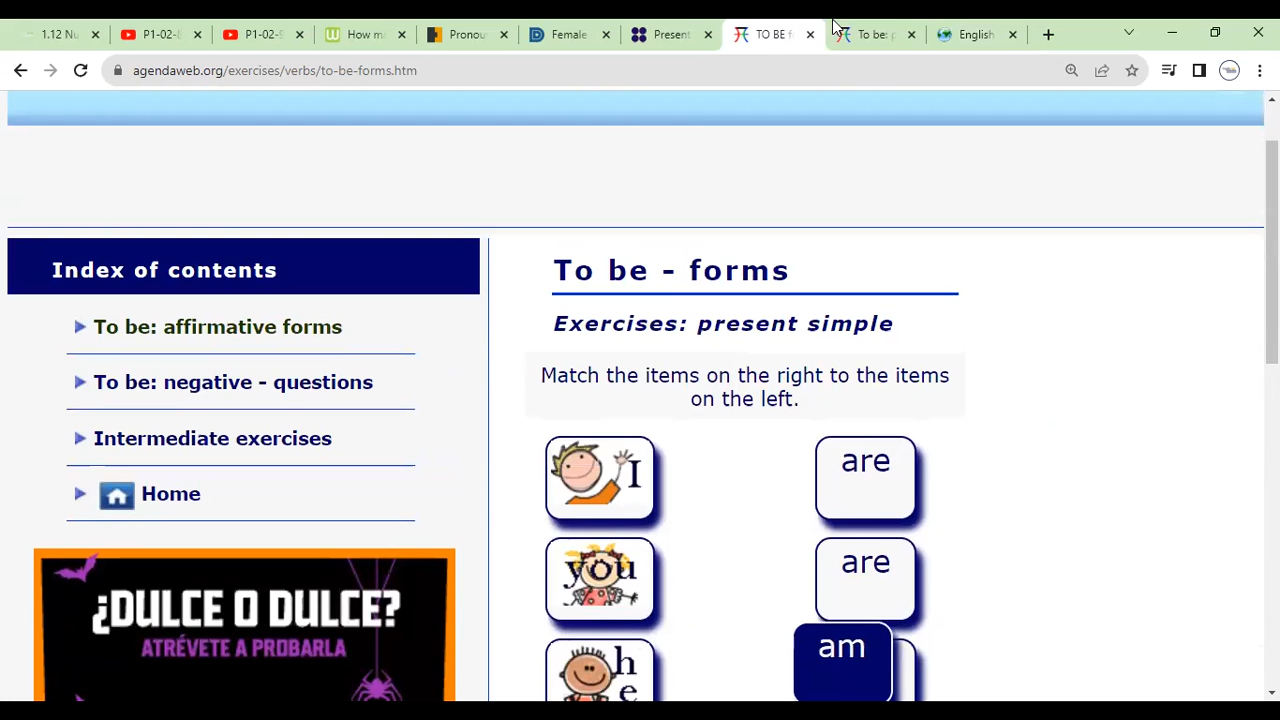 1.12 Nu
P1-02-
P1-02-
How m
Pronou
Female
Present
TO BE f
To be: p
English
agendaweb.org/exercises/verbs/to-be-forms.htm
Index of contents
To be: affirmative forms
To be: negative - questions
Intermediate exercises
Home
¿DULCE O DULCE?
ATRÉVETE A PROBARLA
To be - forms
Exercises: present simple
Match the items on the right to the items
on the left.
I
are
you
are
he
am